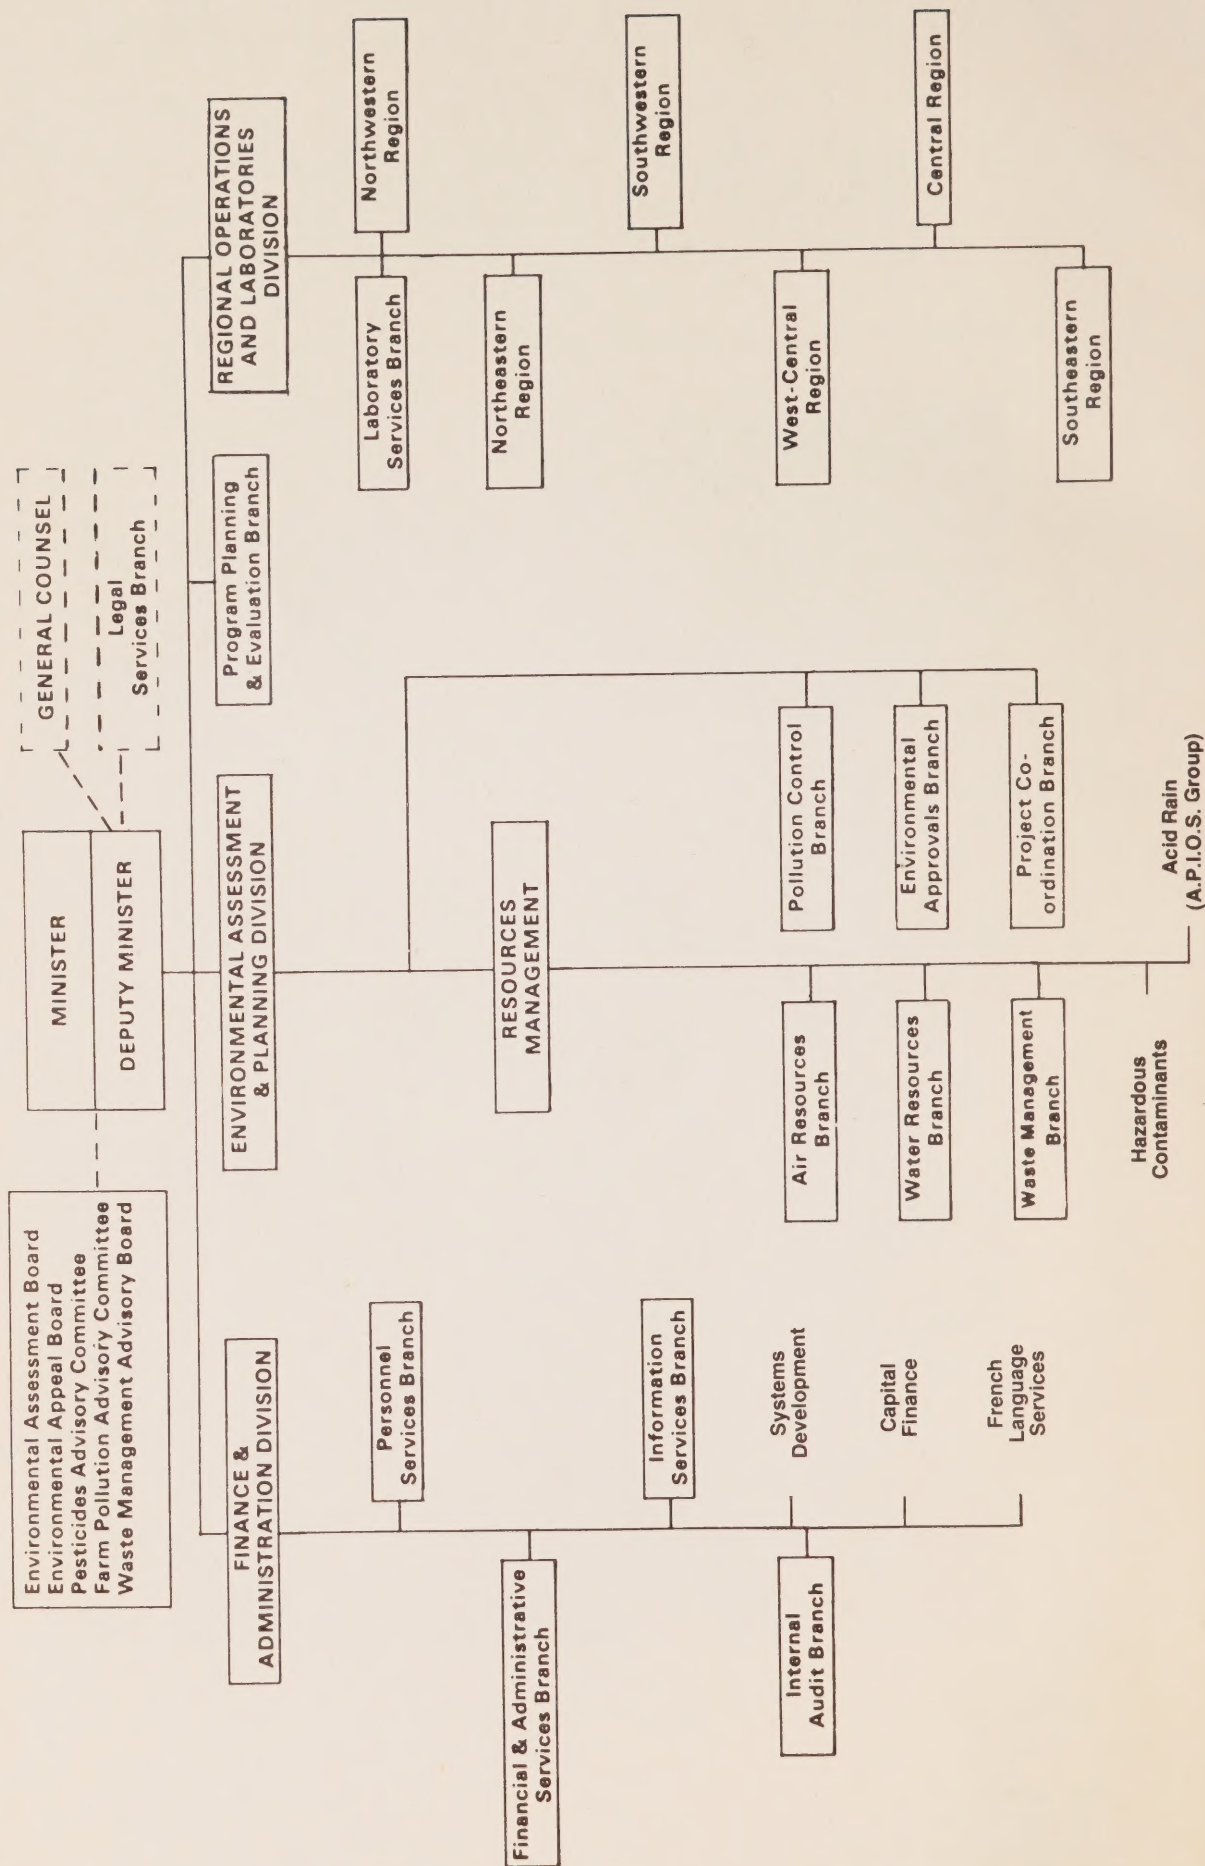 MINISTER
DEPUTY MINISTER
Environmental Assessment Board
Environmental Appeal Board
Pesticides Advisory Committee
Farm Pollution Advisory Committee
Waste Management Advisory Board
GENERAL COUNSEL
Legal
Services Branch
FINANCE &
ADMINISTRATION DIVISION
ENVIRONMENTAL ASSESSMENT
& PLANNING DIVISION
Program Planning
& Evaluation Branch
REGIONAL OPERATIONS
AND LABORATORIES
DIVISION
Personnel
Services Branch
Financial & Administrative
Services Branch
Information
Services Branch
Systems
Development
Internal
Audit Branch
Capital
Finance
French
Language
Services
RESOURCES
MANAGEMENT
Air Resources
Branch
Water Resources
Branch
Waste Management
Branch
Hazardous
Contaminants
Pollution Control
Branch
Environmental
Approvals Branch
Project Co-
ordination Branch
Acid Rain
(A.P.I.O.S. Group)
Laboratory
Services Branch
Northwestern
Region
Northeastern
Region
Southwestern
Region
West-Central
Region
Central Region
Southeastern
Region